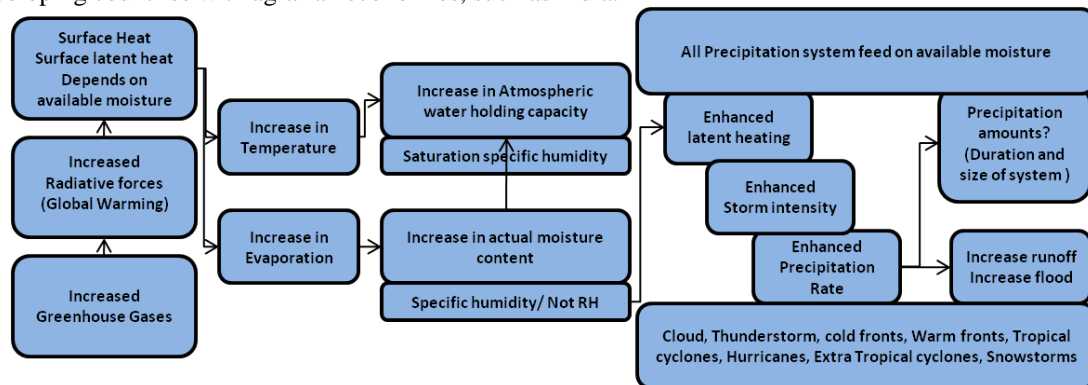 Surface Heat
Surface latent heat
Depends on
available moisture
Increased
Radiative forces
(Global Warming)
Increased
Greenhouse Gases
Increase in
Temperature
Increase in
Evaporation
Increase in Atmospheric
water holding capacity
Saturation specific humidity
Increase in actual moisture
content
Specific humidity/ Not RH
All Precipitation system feed on available moisture
Enhanced
latent heating
Enhanced
Storm intensity
Enhanced
Precipitation
Rate
Precipitation
amounts?
(Duration and
size of system )
Increase runoff
Increase flood
Cloud, Thunderstorm, cold fronts, Warm fronts, Tropical
cyclones, Hurricanes, Extra Tropical cyclones, Snowstorms